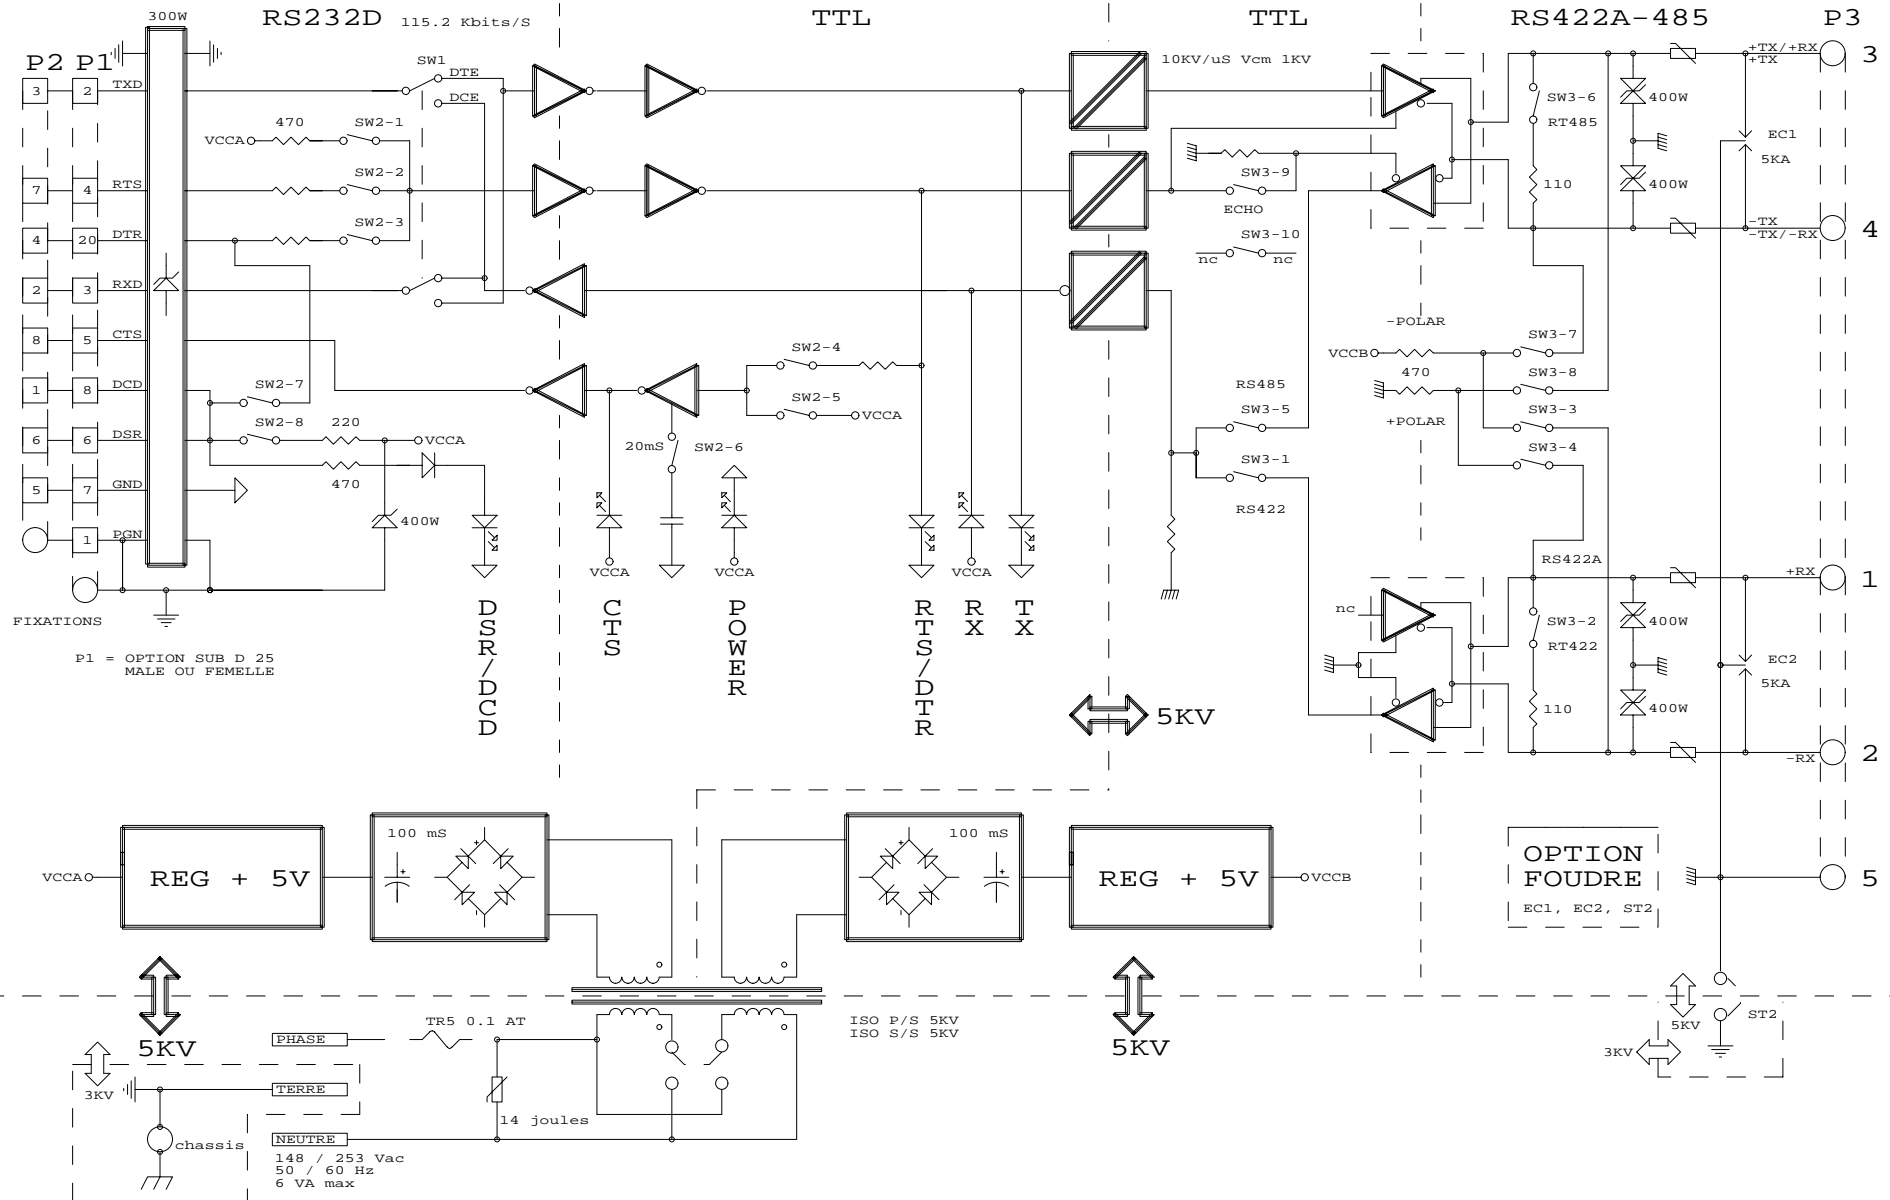 300W
RS232D
115.2 Kbits/S
TTL
TTL
RS422A-485
P3
P2
P1
SW1
DTE
DCE
10KV/uS Vcm 1KV
+TX/+RX
+TX
3
3
2
TXD
470
SW2-1
VCCA
SW3-6
RT485
400W
EC1
5KA
7
4
RTS
SW2-2
SW3-9
ECHO
110
400W
4
20
DTR
SW2-3
SW3-10
nc
nc
-TX
-TX/-RX
4
2
3
RXD
-POLAR
8
5
CTS
SW2-4
SW3-7
VCCB
470
SW3-8
1
8
DCD
SW2-7
SW2-5
VCCA
RS485
SW3-5
+POLAR
SW3-3
6
6
DSR
SW2-8
220
VCCA
20mS
SW2-6
SW3-4
SW3-1
RS422
470
5
7
GND
400W
1
PGN
RS422A
VCCA
VCCA
VCCA
+RX
1
FIXATIONS
P1 = OPTION SUB D 25
MALE OU FEMELLE
DSR/DCD
CTS
POWER
RTS/DTR
RX
TX
nc
SW3-2
RT422
400W
EC2
5KA
110
400W
5KV
-RX
2
VCCA
REG + 5V
100 mS
+
-
+
+
-
100 mS
+
REG + 5V
VCCB
OPTION
FOUDRE
EC1, EC2, ST2
5
5KV
TR5 0.1 AT
ISO P/S 5KV
ISO S/S 5KV
5KV
5KV
ST2
3KV
PHASE
3KV
TERRE
14 joules
chassis
NEUTRE
148 / 253 Vac
50 / 60 Hz
6 VA max